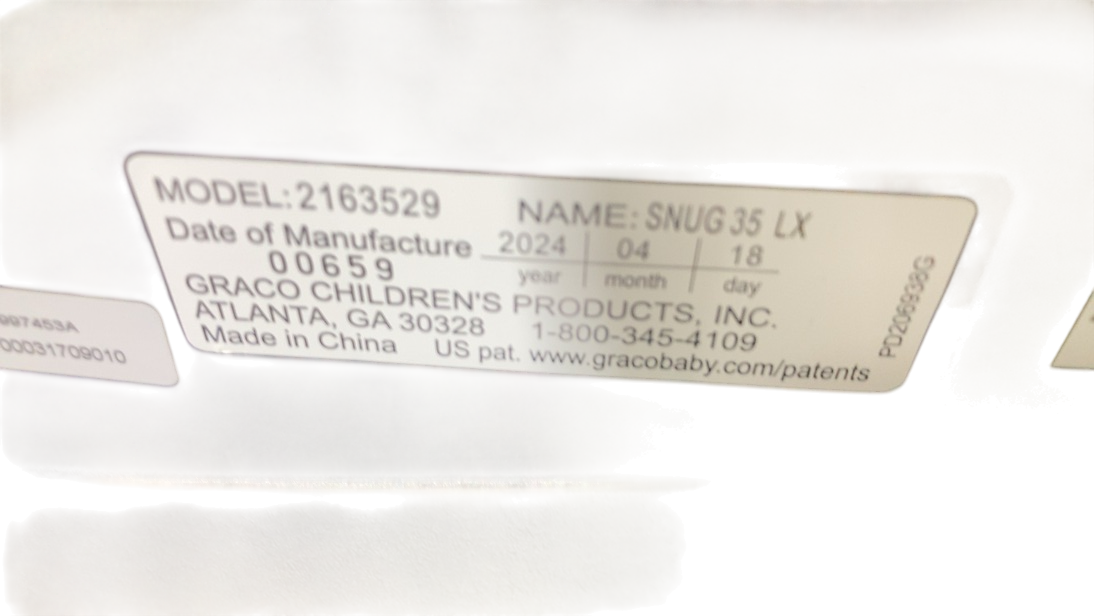 MODEL: 2163529
NAME: SNUG 35 LX
Date of Manufacture 2024 04 18
year month day
00659
GRACO CHILDREN'S PRODUCTS, INC.
ATLANTA, GA 30328 1-800-345-4109
Made in China US pat. www.gracobaby.com/patents
PD206938G
997453A
00031709010